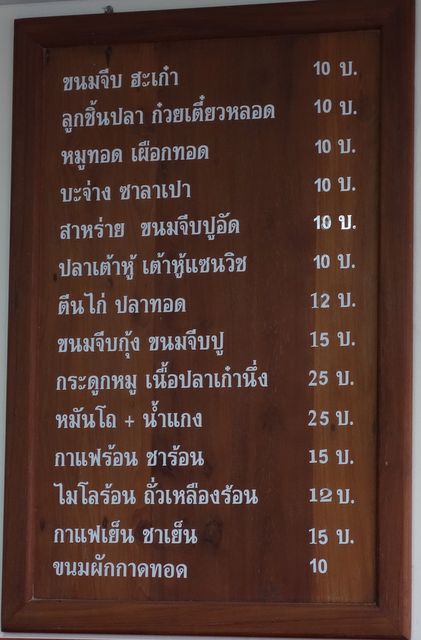 ขนมจีบ ฮะเก๋า 10 บ.
ลูกชิ้นปลา ก๋วยเตี๋ยวหลอด 10 บ.
หมูทอด เผือกทอด 10 บ.
บะจ่าง ซาลาเปา 10 บ.
สาหร่าย ขนมจีบปูอัด 10 บ.
ปลาเต้าหู้ เต้าหู้แซนวิช 10 บ.
ตีนไก่ ปลาทอด 12 บ.
ขนมจีบกุ้ง ขนมจีบปู 15 บ.
กระดูกหมู เนื้อปลาเก๋านึ่ง 25 บ.
หมันโถ + น้ำแกง 25 บ.
กาแฟร้อน ชาร้อน 15 บ.
ไมโลร้อน ถั่วเหลืองร้อน 12 บ.
กาแฟเย็น ชาเย็น 15 บ.
ขนมผักกาดทอด 10